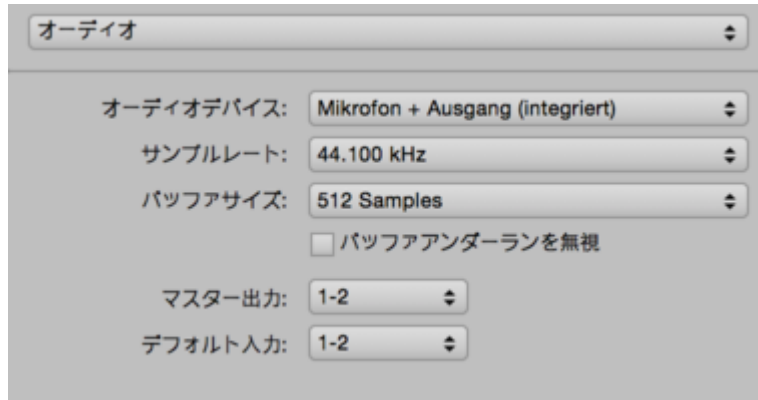 オーディオ
オーディオデバイス: Mikrofon + Ausgang (integriert)
サンプルレート: 44.100 kHz
バッファサイズ: 512 Samples
バッファアンダーランを無視
マスター出力: 1-2
デフォルト入力: 1-2